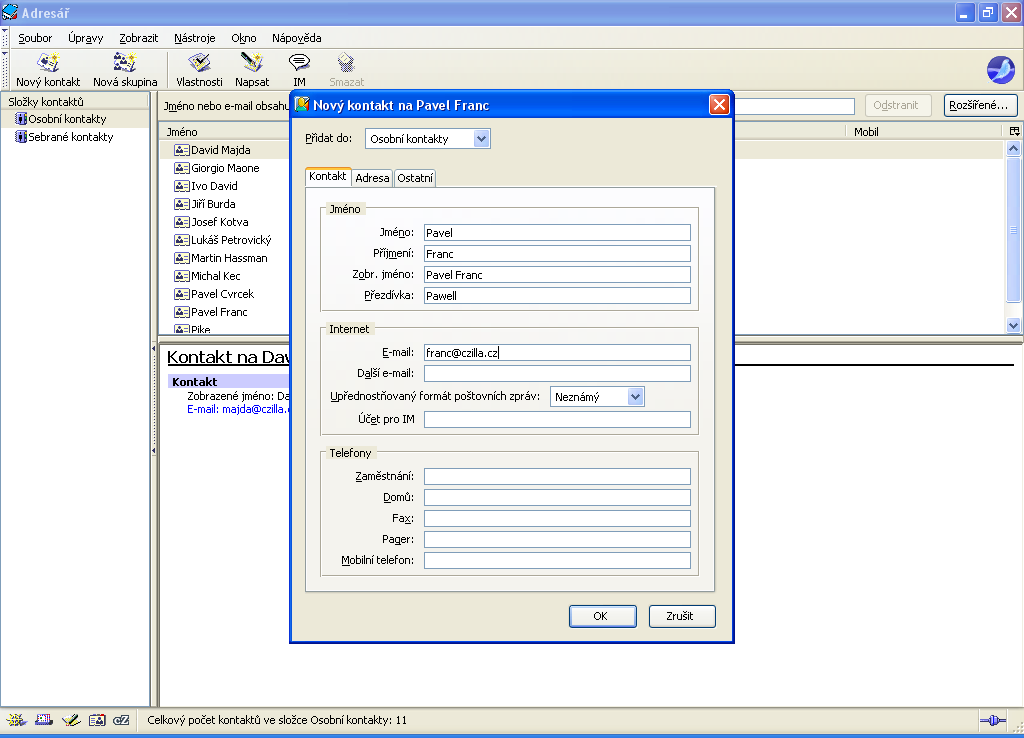 Adresář
Soubor Úpravy Zobrazit Nástroje Okno Nápověda
Nový kontakt Nová skupina Vlastnosti Napsat IM Smazat
Složky kontaktů
Osobní kontakty
Sebrané kontakty
Jméno nebo e-mail obsahu
Odstranit
Rozšířené...
Jméno
Mobil
David Majda
Giorgio Maone
Ivo David
Jiří Burda
Josef Kotva
Lukáš Petrovický
Martin Hassman
Michal Kec
Pavel Cvrcek
Pavel Franc
Pike
Kontakt na Dav
Kontakt
Zobrazené jméno: Da
E-mail: majda@czilla.
Nový kontakt na Pavel Franc
Přidat do: Osobní kontakty
Kontakt Adresa Ostatní
Jméno
Jméno: Pavel
Příjmení: Franc
Zobr. jméno: Pavel Franc
Přezdívka: Pawell
Internet
E-mail: franc@czilla.cz
Další e-mail:
Upřednostňovaný formát poštovních zpráv: Neznámý
Účet pro IM
Telefony
Zaměstnání:
Domů:
Fax:
Pager:
Mobilní telefon:
OK Zrušit
cZ Celkový počet kontaktů ve složce Osobní kontakty: 11